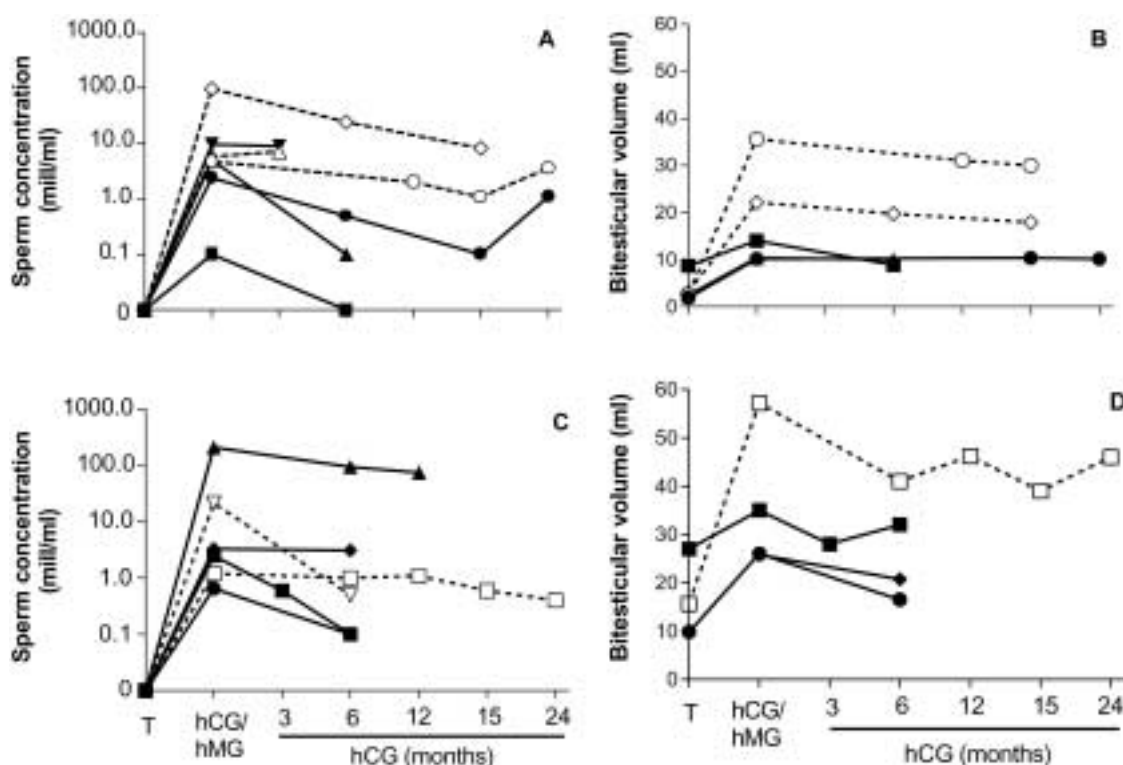 A
Sperm concentration
(mill/ml)
1000.0
100.0
10.0
1.0
0.1
0
B
Bitesticular volume (ml)
60
50
40
30
20
10
0
C
Sperm concentration
(mill/ml)
1000.0
100.0
10.0
1.0
0.1
0
T
hCG/
hMG
3 6 12 15 24
hCG (months)
D
Bitesticular volume (ml)
60
50
40
30
20
10
0
T
hCG/
hMG
3 6 12 15 24
hCG (months)